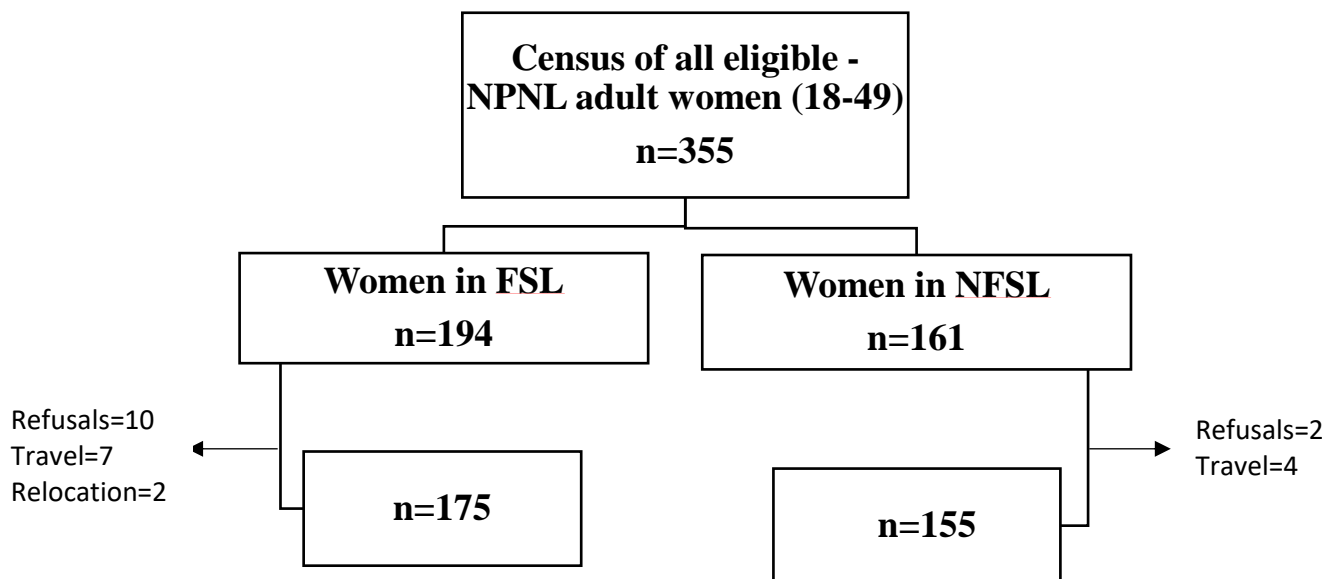 Census of all eligible -
NPNL adult women (18-49)
n=355
Women in FSL
n=194
Women in NFSL
n=161
Refusals=10
Travel=7
Relocation=2
Refusals=2
Travel=4
n=175
n=155